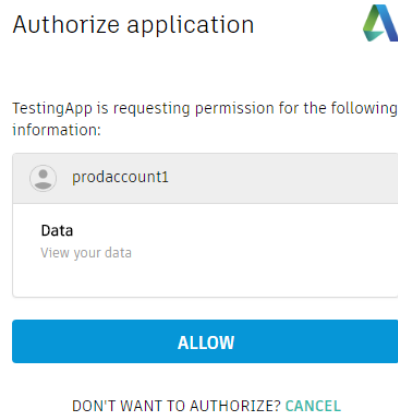 Authorize application
TestingApp is requesting permission for the following
information:
prodaccount1
Data
View your data
ALLOW
DON'T WANT TO AUTHORIZE? CANCEL